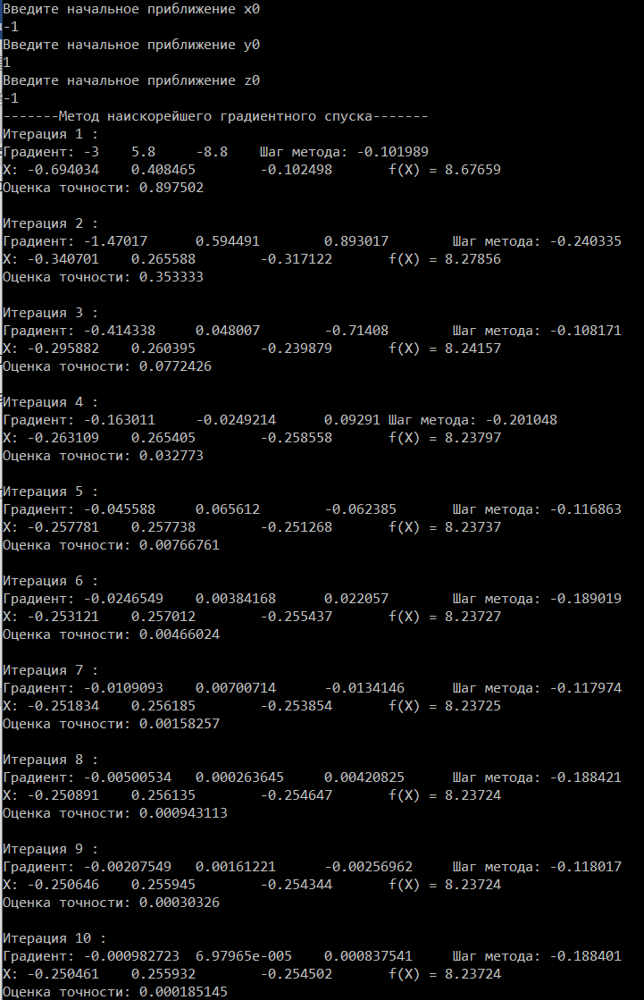 Введите начальное приближение x0
-1
Введите начальное приближение y0
1
Введите начальное приближение z0
-1
-------Метод наискорейшего градиентного спуска-------
Итерация 1 :
Градиент: -3 5.8 -8.8 Шаг метода: -0.101989
X: -0.694034 0.408465 -0.102498 f(X) = 8.67659
Оценка точности: 0.897502
Итерация 2 :
Градиент: -1.47017 0.594491 0.893017 Шаг метода: -0.240335
X: -0.340701 0.265588 -0.317122 f(X) = 8.27856
Оценка точности: 0.353333
Итерация 3 :
Градиент: -0.414338 0.048007 -0.71408 Шаг метода: -0.108171
X: -0.295882 0.260395 -0.239879 f(X) = 8.24157
Оценка точности: 0.0772426
Итерация 4 :
Градиент: -0.163011 -0.0249214 0.09291 Шаг метода: -0.201048
X: -0.263109 0.265405 -0.258558 f(X) = 8.23797
Оценка точности: 0.032773
Итерация 5 :
Градиент: -0.045588 0.065612 -0.062385 Шаг метода: -0.116863
X: -0.257781 0.257738 -0.251268 f(X) = 8.23737
Оценка точности: 0.00766761
Итерация 6 :
Градиент: -0.0246549 0.00384168 0.022057 Шаг метода: -0.189019
X: -0.253121 0.257012 -0.255437 f(X) = 8.23727
Оценка точности: 0.00466024
Итерация 7 :
Градиент: -0.0109093 0.00700714 -0.0134146 Шаг метода: -0.117974
X: -0.251834 0.256185 -0.253854 f(X) = 8.23725
Оценка точности: 0.00158257
Итерация 8 :
Градиент: -0.00500534 0.000263645 0.00420825 Шаг метода: -0.188421
X: -0.250891 0.256135 -0.254647 f(X) = 8.23724
Оценка точности: 0.000943113
Итерация 9 :
Градиент: -0.00207549 0.00161221 -0.00256962 Шаг метода: -0.118017
X: -0.250646 0.255945 -0.254344 f(X) = 8.23724
Оценка точности: 0.00030326
Итерация 10 :
Градиент: -0.000982723 6.97965e-005 0.000837541 Шаг метода: -0.188401
X: -0.250461 0.255932 -0.254502 f(X) = 8.23724
Оценка точности: 0.000185145